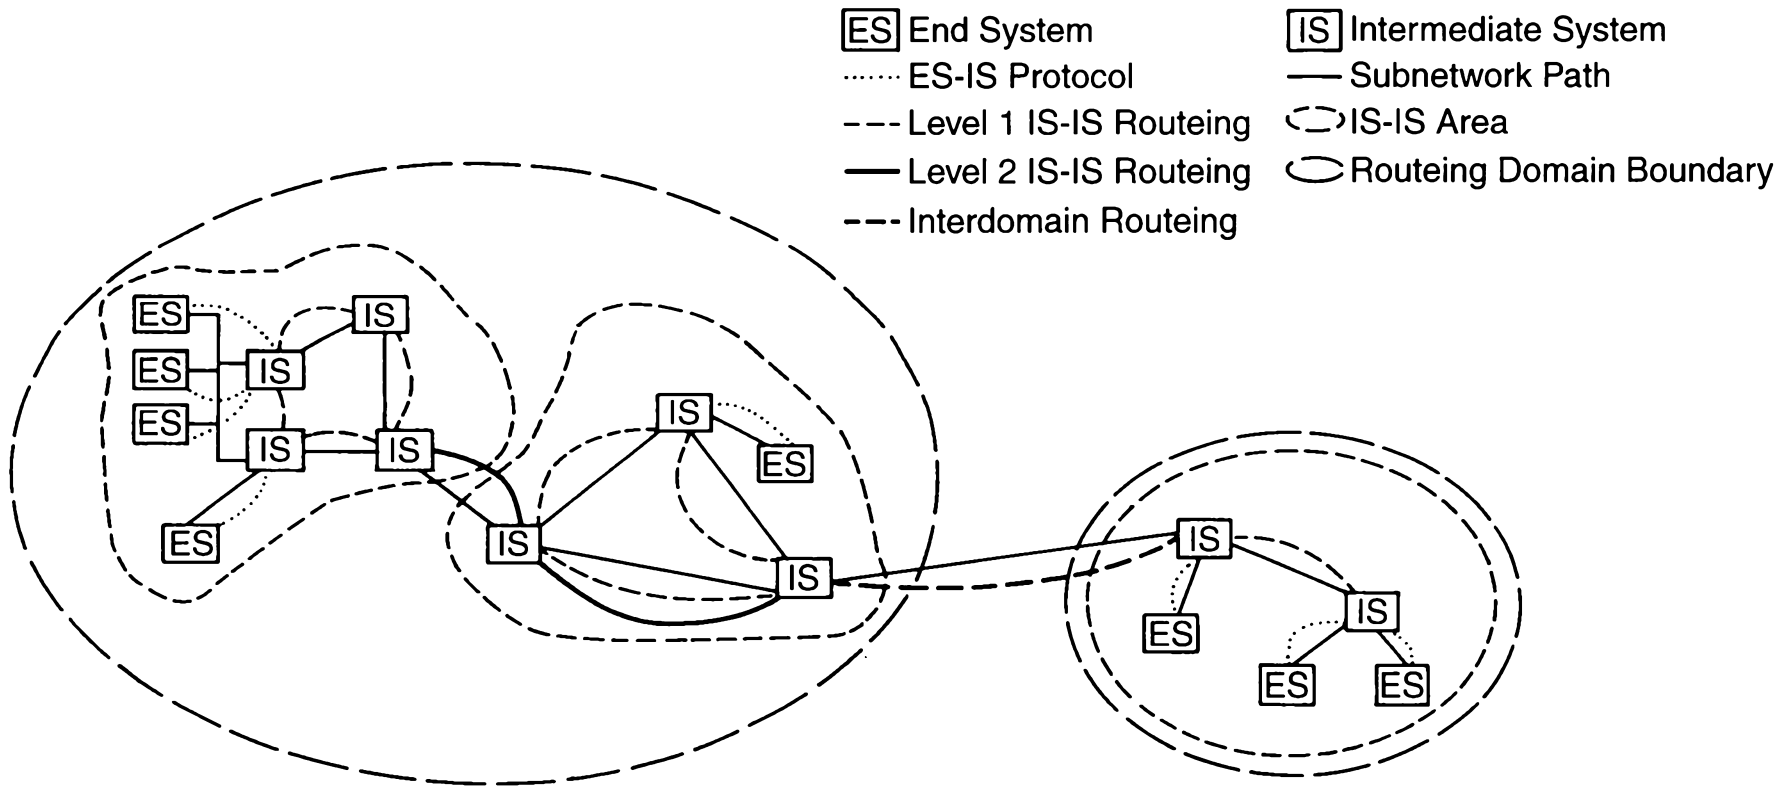 ES End System
IS Intermediate System
ES-IS Protocol
Subnetwork Path
Level 1 IS-IS Routeing
IS-IS Area
Level 2 IS-IS Routeing
Routeing Domain Boundary
Interdomain Routeing
ES
IS
ES
IS
ES
IS
IS
IS
ES
ES
IS
IS
IS
IS
ES
ES
ES